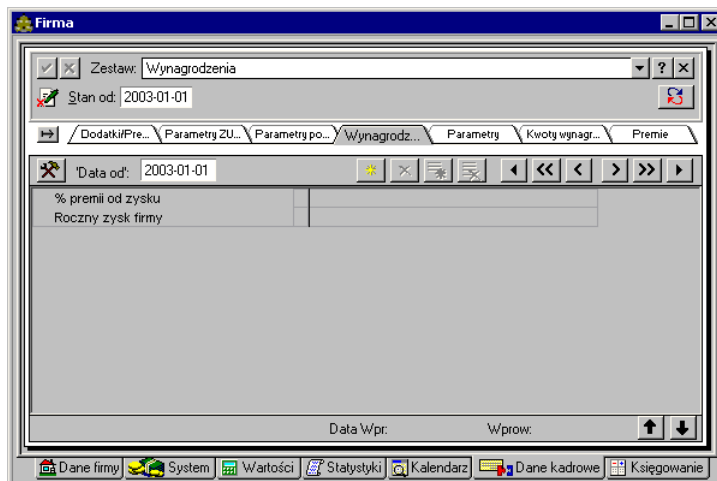 Firma
Zestaw: Wynagrodzenia
Stan od: 2003-01-01
Dodatki/Pre... Parametry ZU... Parametry po... Wynagrodz... Parametry Kwoty wynagr... Premie
'Data od': 2003-01-01
% premii od zysku
Roczny zysk firmy
Data Wpr: Wprow:
Dane firmy System Wartości Statystyki Kalendarz Dane kadrowe Księgowanie